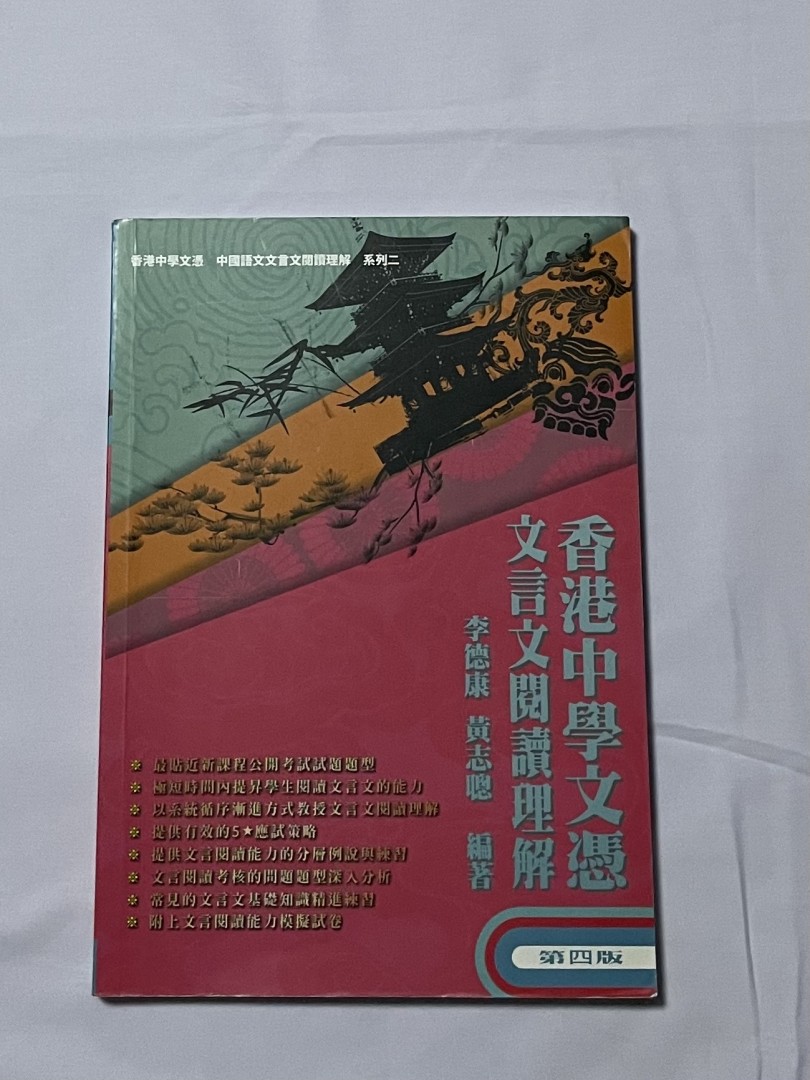 香港中學文憑 中國語文文言文閱讀理解 系列二
香港中學文憑
文言文閱讀理解
李德康 黃志聰 編著
最貼近新課程公開考試試題題型
極短時間內提昇學生閱讀文言文的能力
以系統循序漸進方式教授文言文閱讀理解
提供有效的5★應試策略
提供文言閱讀能力的分層例說與練習
文言閱讀考核的問題題型深入分析
常見的文言文基礎知識精進練習
附上文言閱讀能力模擬試卷
第四版